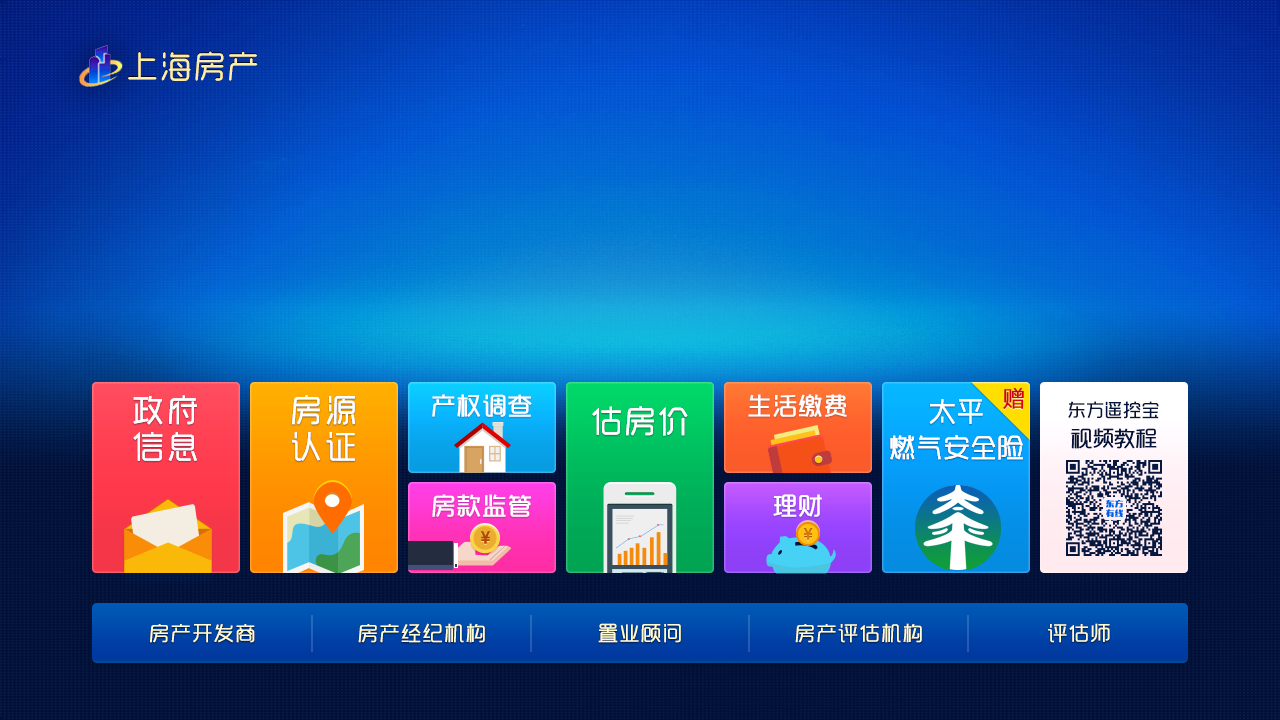 上海房产
政府
信息
房源
认证
产权调查
房款监管
估房价
生活缴费
理财
赠
太平
燃气安全险
东方遥控宝
视频教程
东方
有线
房产开发商
房产经纪机构
置业顾问
房产评估机构
评估师